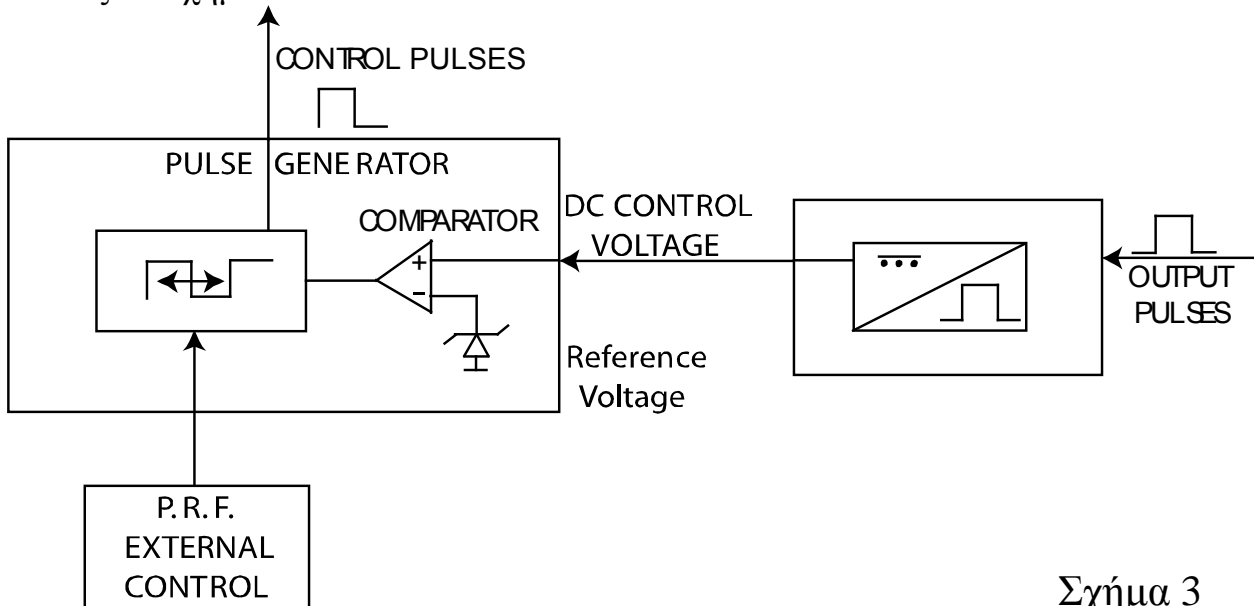 CONTROL PULSES
PULSE GENERATOR
COMPARATOR
+
-
DC CONTROL
VOLTAGE
Reference
Voltage
OUTPUT
PULSES
P.R.F.
EXTERNAL
CONTROL
Σχήμα 3